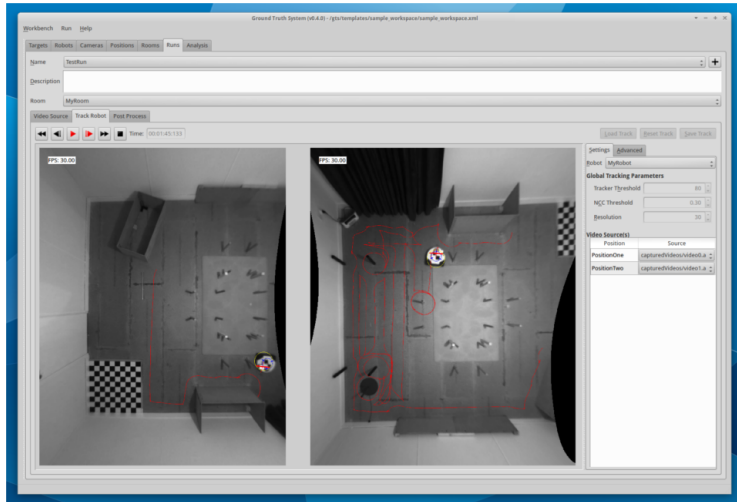 Ground Truth System (v0.4.0) - /gts/templates/sample_workspace/sample_workspace.xml
Workbench Run Help
Targets Robots Cameras Positions Rooms Runs Analysis
Name TestRun
Description
Room: MyRoom
Video Source Track Robot Post Process
Time: 00:01:45:133
Load Track Reset Track Save Track
FPS: 30.00
FPS: 30.00
Settings Advanced
Robot MyRobot
Global Tracking Parameters
Tracker Threshold 80
NCC Threshold 0.30
Resolution 30
Video Source(s)
Position Source
PositionOne capturedVideos/video0.a
PositionTwo capturedVideos/video1.a